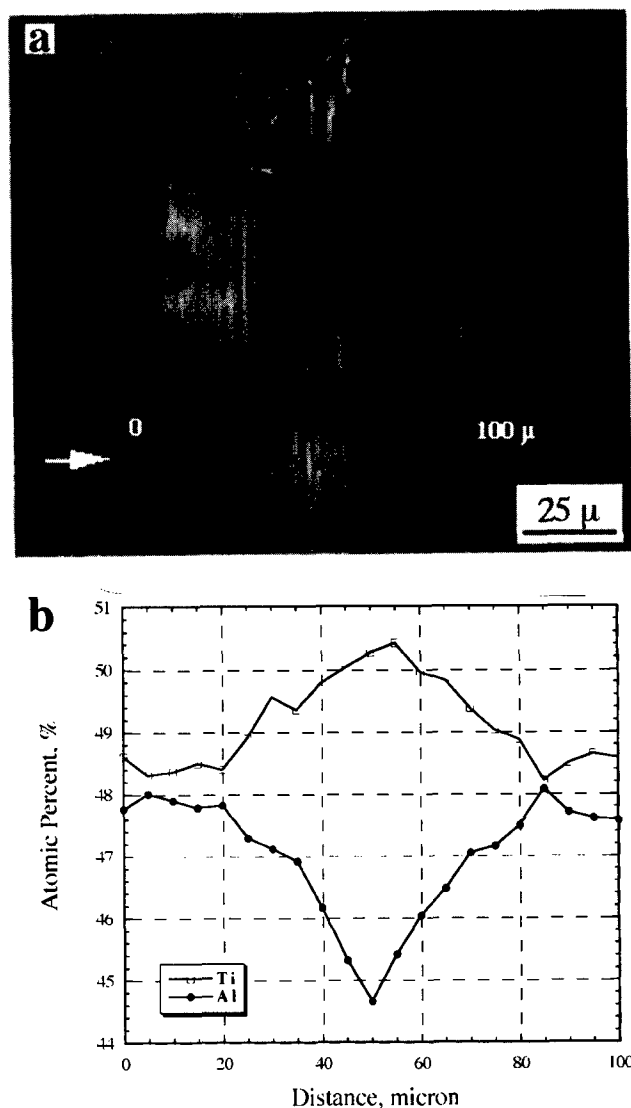 a
0
100 μ
25 μ
b
51
50
49
48
47
46
45
44
Atomic Percent, %
Ti
Al
0 20 40 60 80 100
Distance, micron